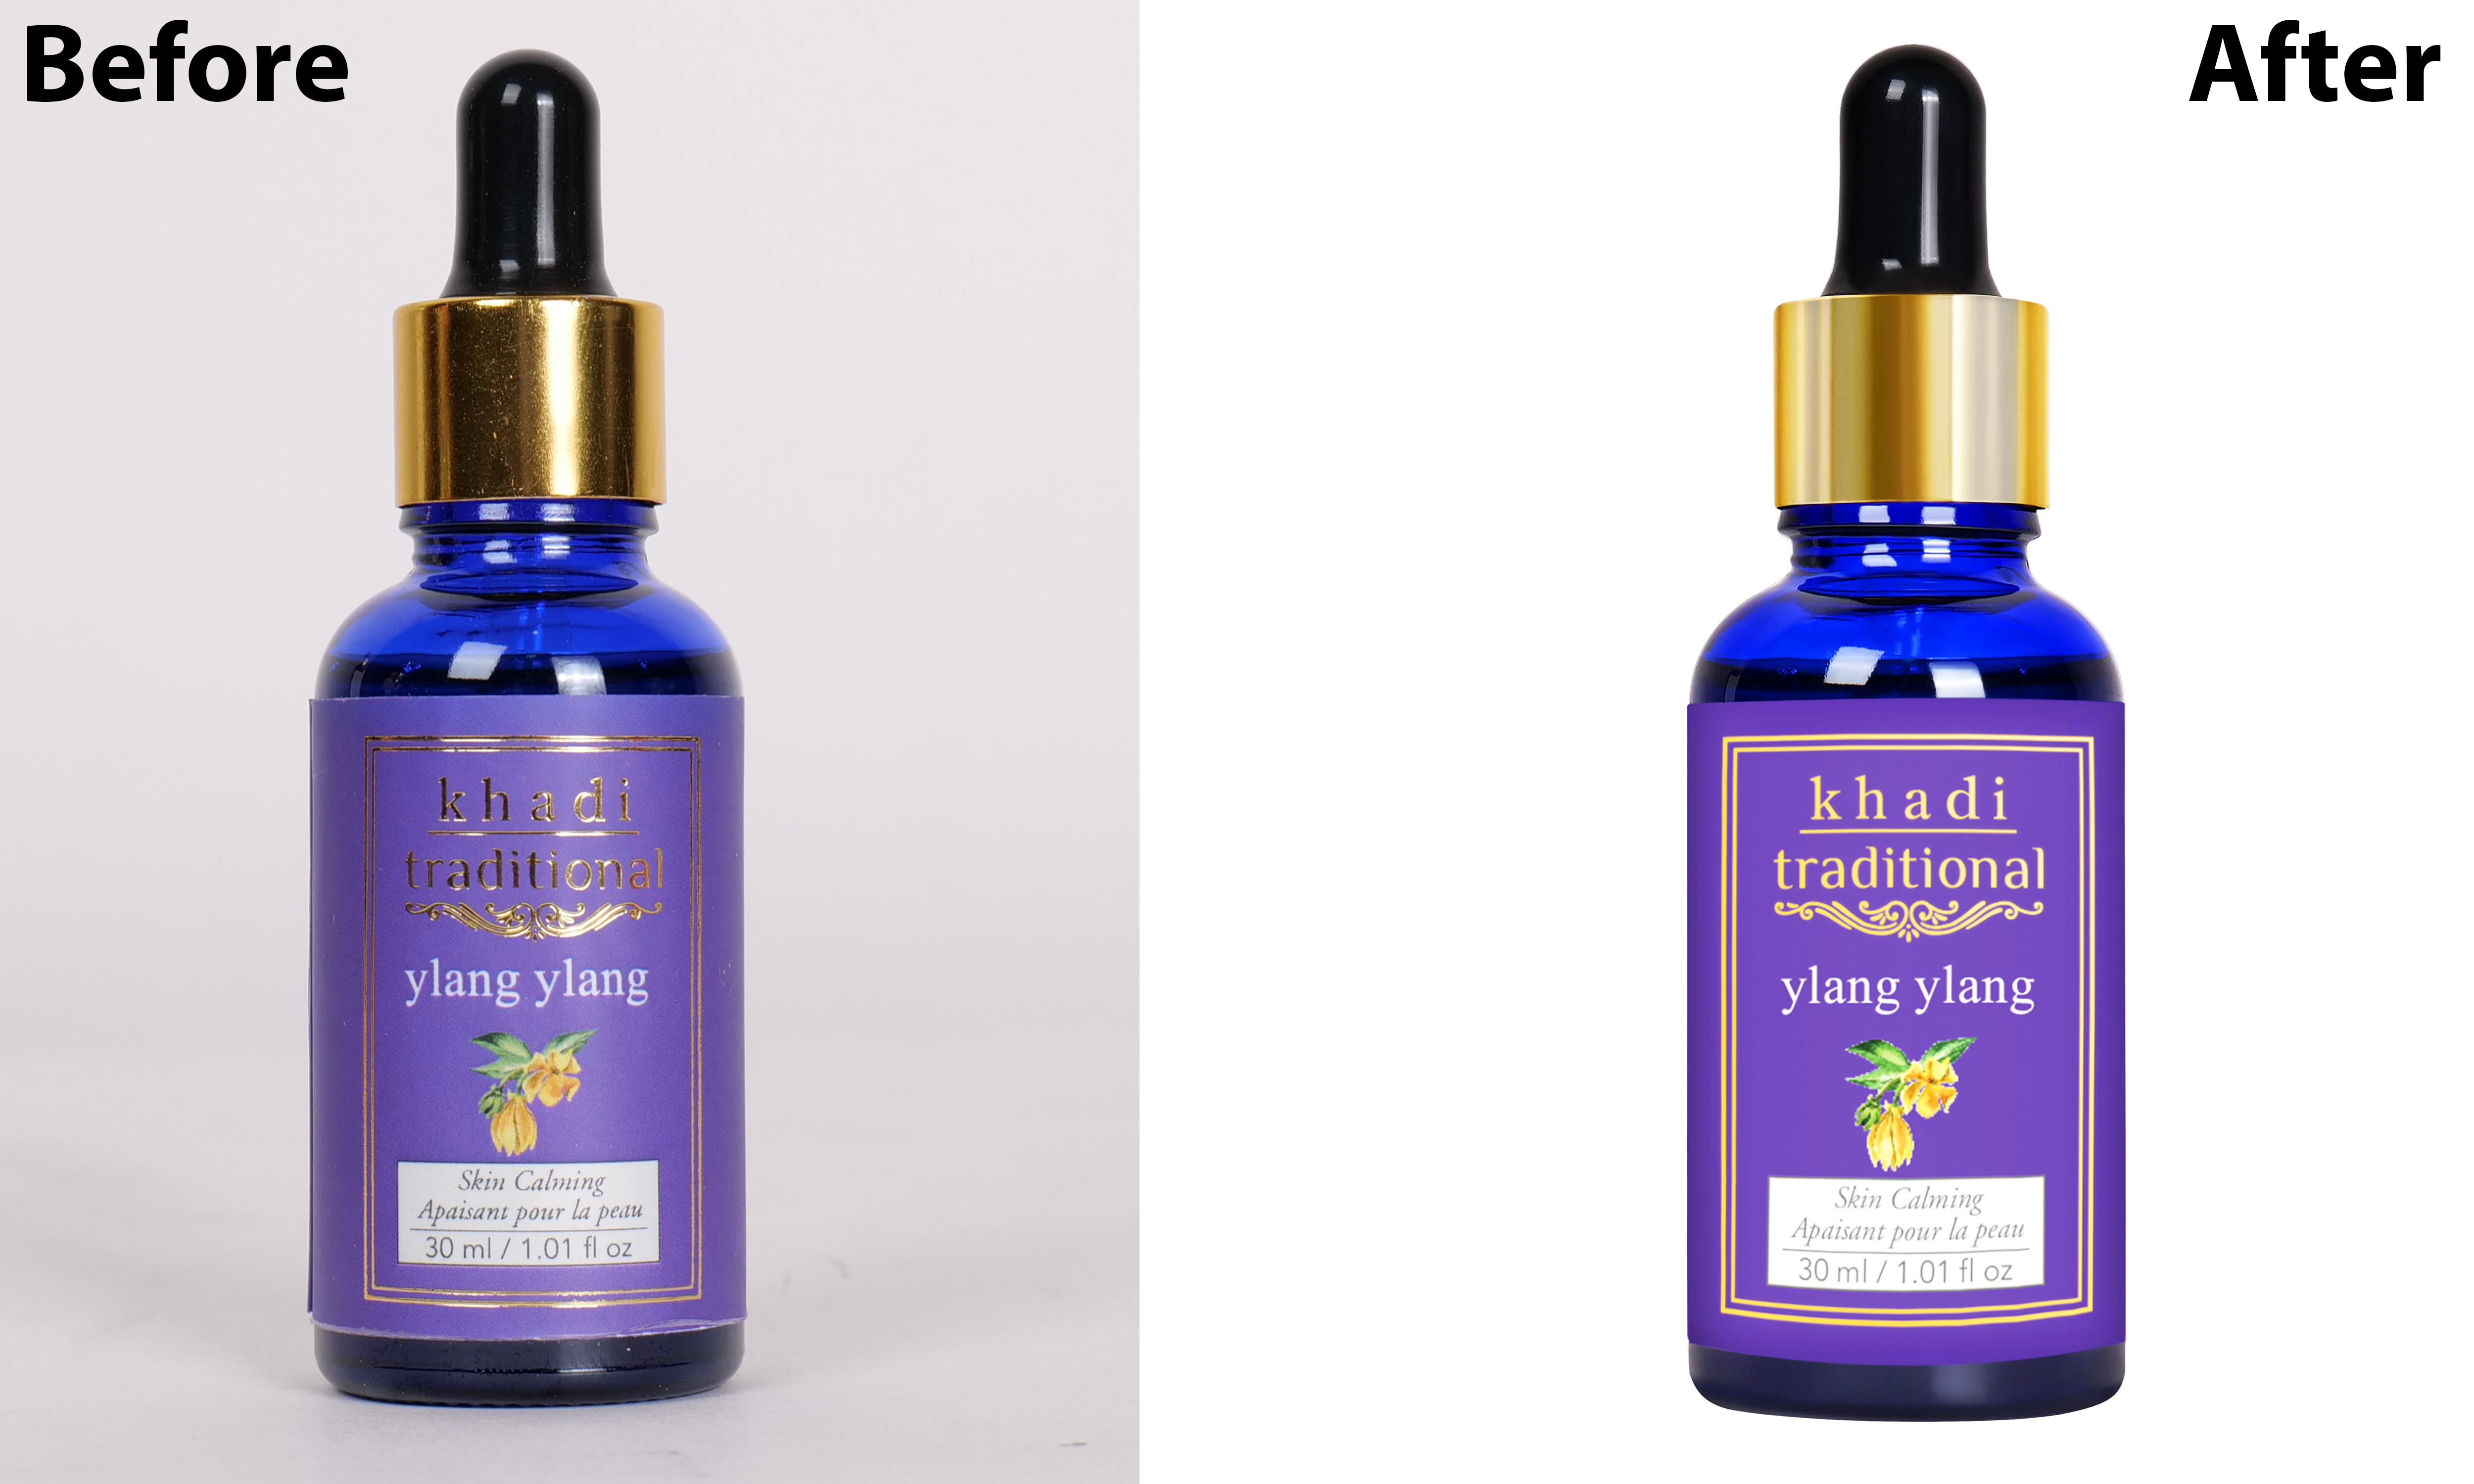 Before
khadi
traditional
ylang ylang
Skin Calming
Apaisant pour la peau
30 ml / 1.01 fl oz
After
khadi
traditional
ylang ylang
Skin Calming
Apaisant pour la peau
30 ml / 1.01 fl oz